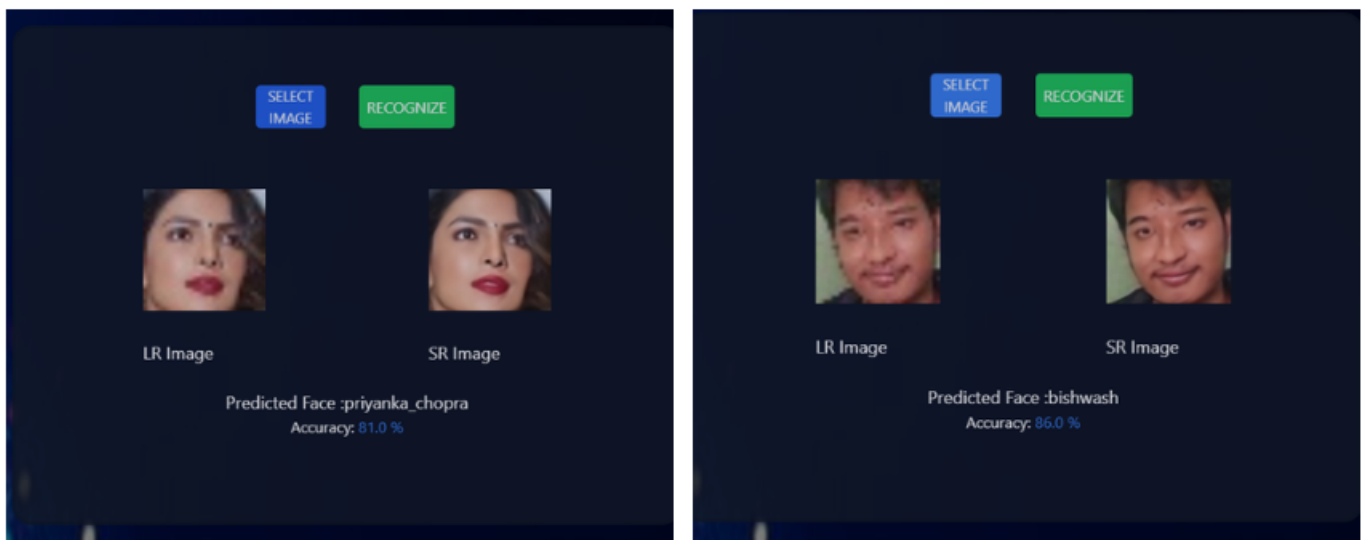 SELECT
IMAGE
RECOGNIZE
LR Image
SR Image
Predicted Face :priyanka_chopra
Accuracy: 81.0 %
SELECT
IMAGE
RECOGNIZE
LR Image
SR Image
Predicted Face :bishwash
Accuracy: 86.0 %